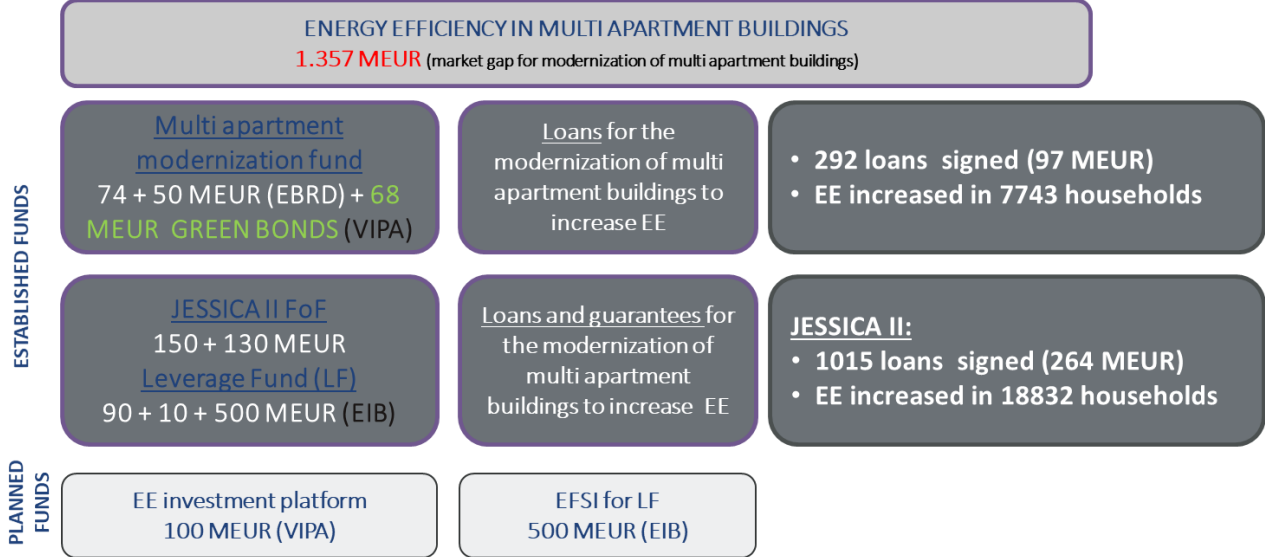 ENERGY EFFICIENCY IN MULTI APARTMENT BUILDINGS
1.357 MEUR (market gap for modernization of multi apartment buildings)
ESTABLISHED FUNDS
Multi apartment
modernization fund
74 + 50 MEUR (EBRD) + 68
MEUR GREEN BONDS (VIPA)
Loans for the
modernization of multi
apartment buildings to
increase EE
• 292 loans signed (97 MEUR)
• EE increased in 7743 households
JESSICA II FoF
150 + 130 MEUR
Leverage Fund (LF)
90 + 10 + 500 MEUR (EIB)
Loans and guarantees for
the modernization of
multi apartment
buildings to increase EE
JESSICA II:
• 1015 loans signed (264 MEUR)
• EE increased in 18832 households
PLANNED
FUNDS
EE investment platform
100 MEUR (VIPA)
EFSI for LF
500 MEUR (EIB)